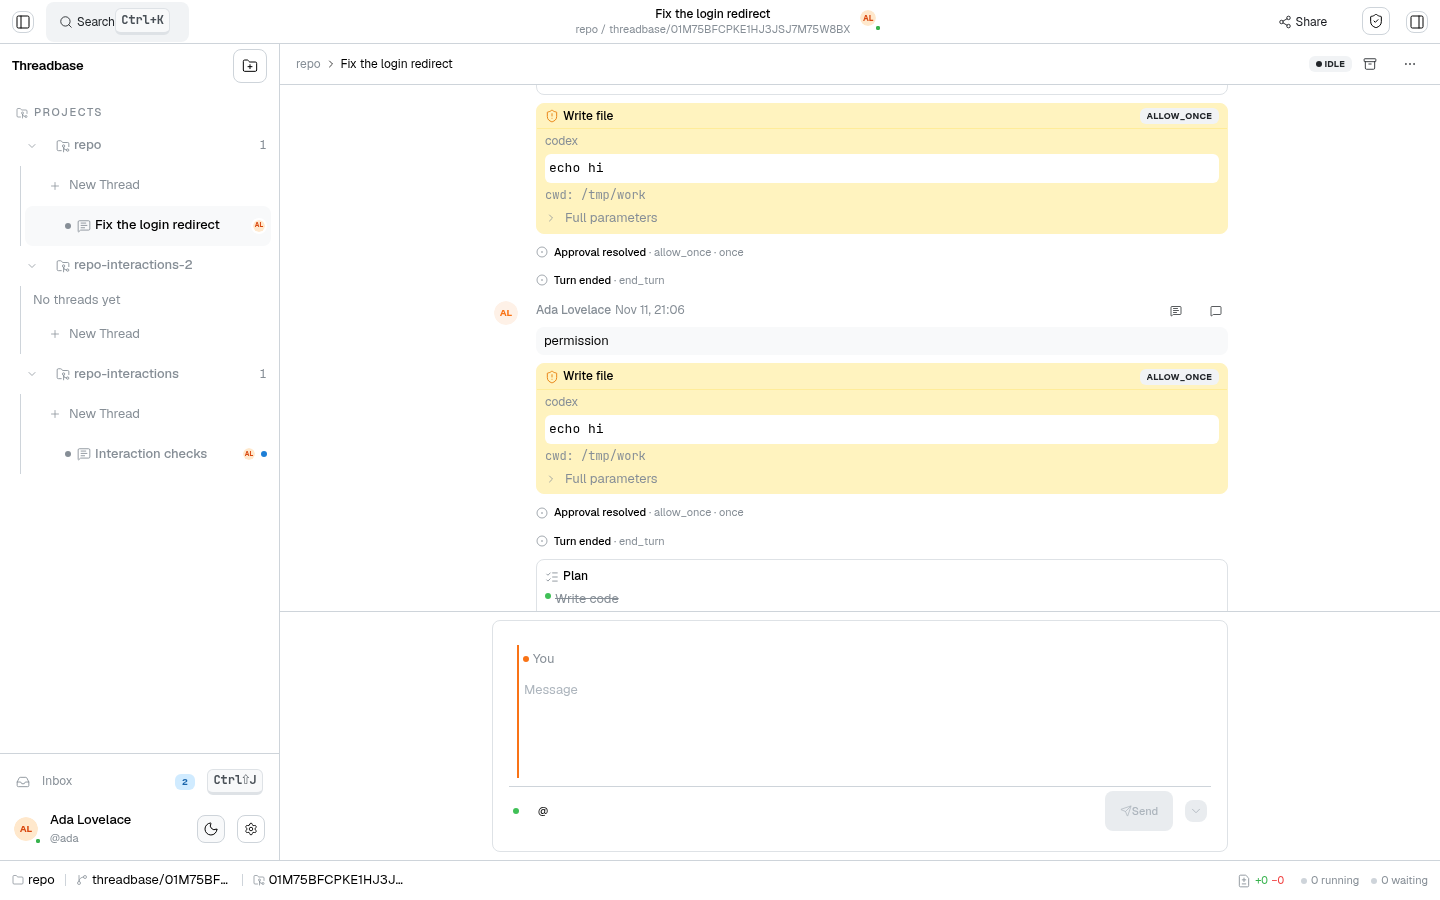 Search Ctrl+K
Fix the login redirect
repo / threadbase/01M75BFCPKE1HJ3JSJ7M75W8BX
AL
Share
Threadbase
PROJECTS
repo 1
New Thread
Fix the login redirect AL
repo-interactions-2
No threads yet
New Thread
repo-interactions 1
New Thread
Interaction checks AL
Inbox 2 Ctrl⇧J
AL Ada Lovelace
@ada
repo > Fix the login redirect IDLE
Write file ALLOW_ONCE
codex
echo hi
cwd: /tmp/work
Full parameters
Approval resolved · allow_once · once
Turn ended · end_turn
AL Ada Lovelace Nov 11, 21:06
permission
Write file ALLOW_ONCE
codex
echo hi
cwd: /tmp/work
Full parameters
Approval resolved · allow_once · once
Turn ended · end_turn
Plan
Write code
You
Message
@ Send
repo threadbase/01M75BF... 01M75BFCPKE1HJ3J... +0 −0 0 running 0 waiting